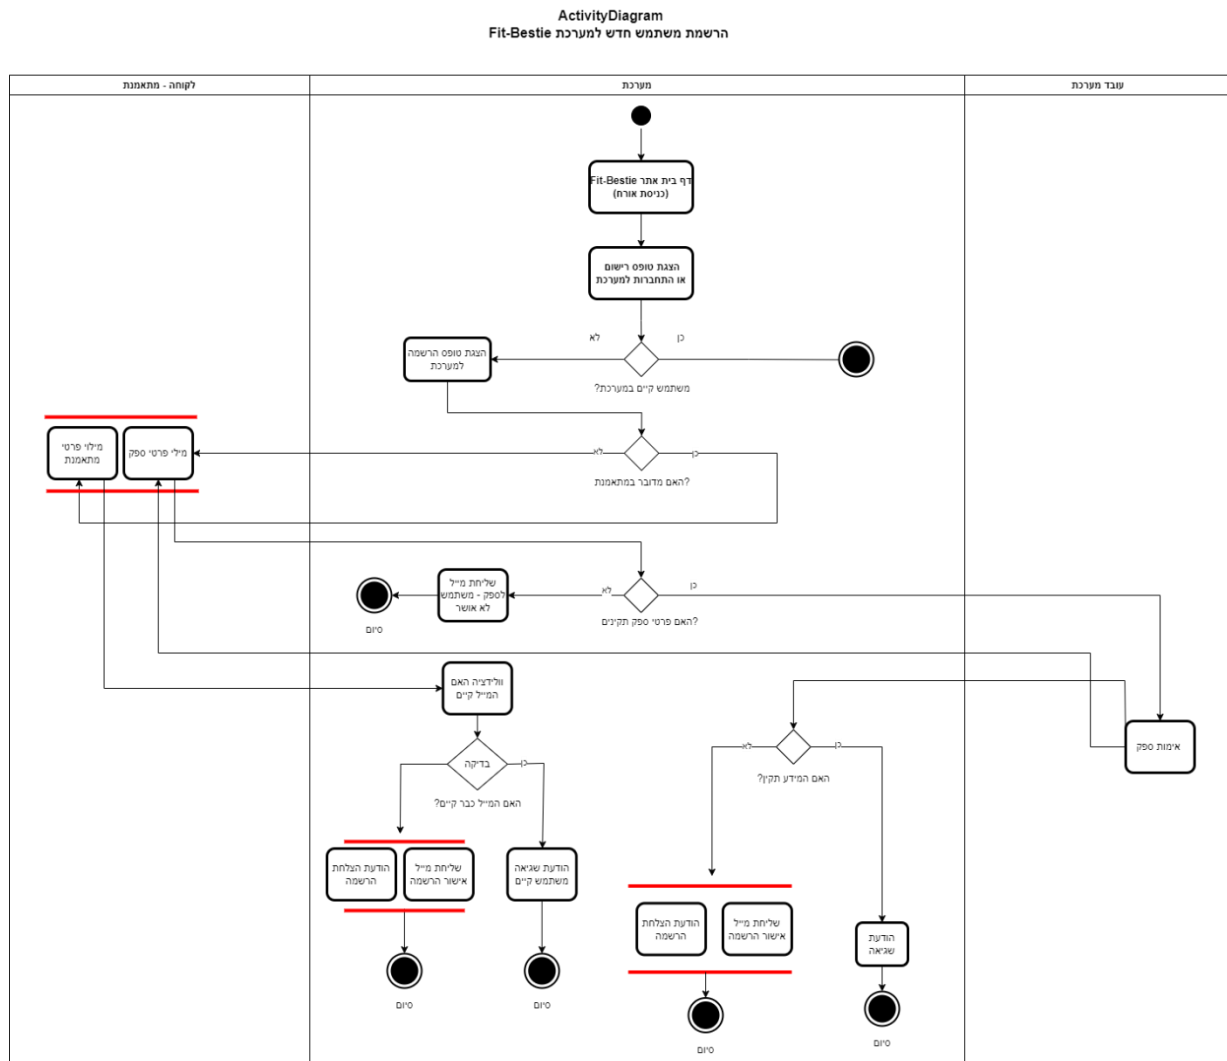 ActivityDiagram
הרשמת משתמש חדש למערכת Fit-Bestie
עובד מערכת
מערכת
לקוחה - מתאמנת
דף בית אתר Fit-Bestie
(כניסת אורח)
הצגת טופס רישום
או התחברות למערכת
כן
לא
הצגת טופס הרשמה
למערכת
משתמש קיים במערכת?
מילוי פרטי
מתאמנת
מילי פרטי ספק
לא
כן
?האם מדובר במתאמנת
שליחת מייל
לספק - משתמש
לא אושר
לא
כן
סיום
?האם פרטי ספק תקינים
וולידציה האם
המייל קיים
אימות ספק
לא
כן
בדיקה
כן
האם המידע תקין?
האם המייל כבר קיים?
הודעת הצלחת
הרשמה
שליחת מייל
אישור הרשמה
הודעת שגיאה
משתמש קיים
הודעת הצלחת
הרשמה
שליחת מייל
אישור הרשמה
הודעת
שגיאה
סיום
סיום
סיום
סיום